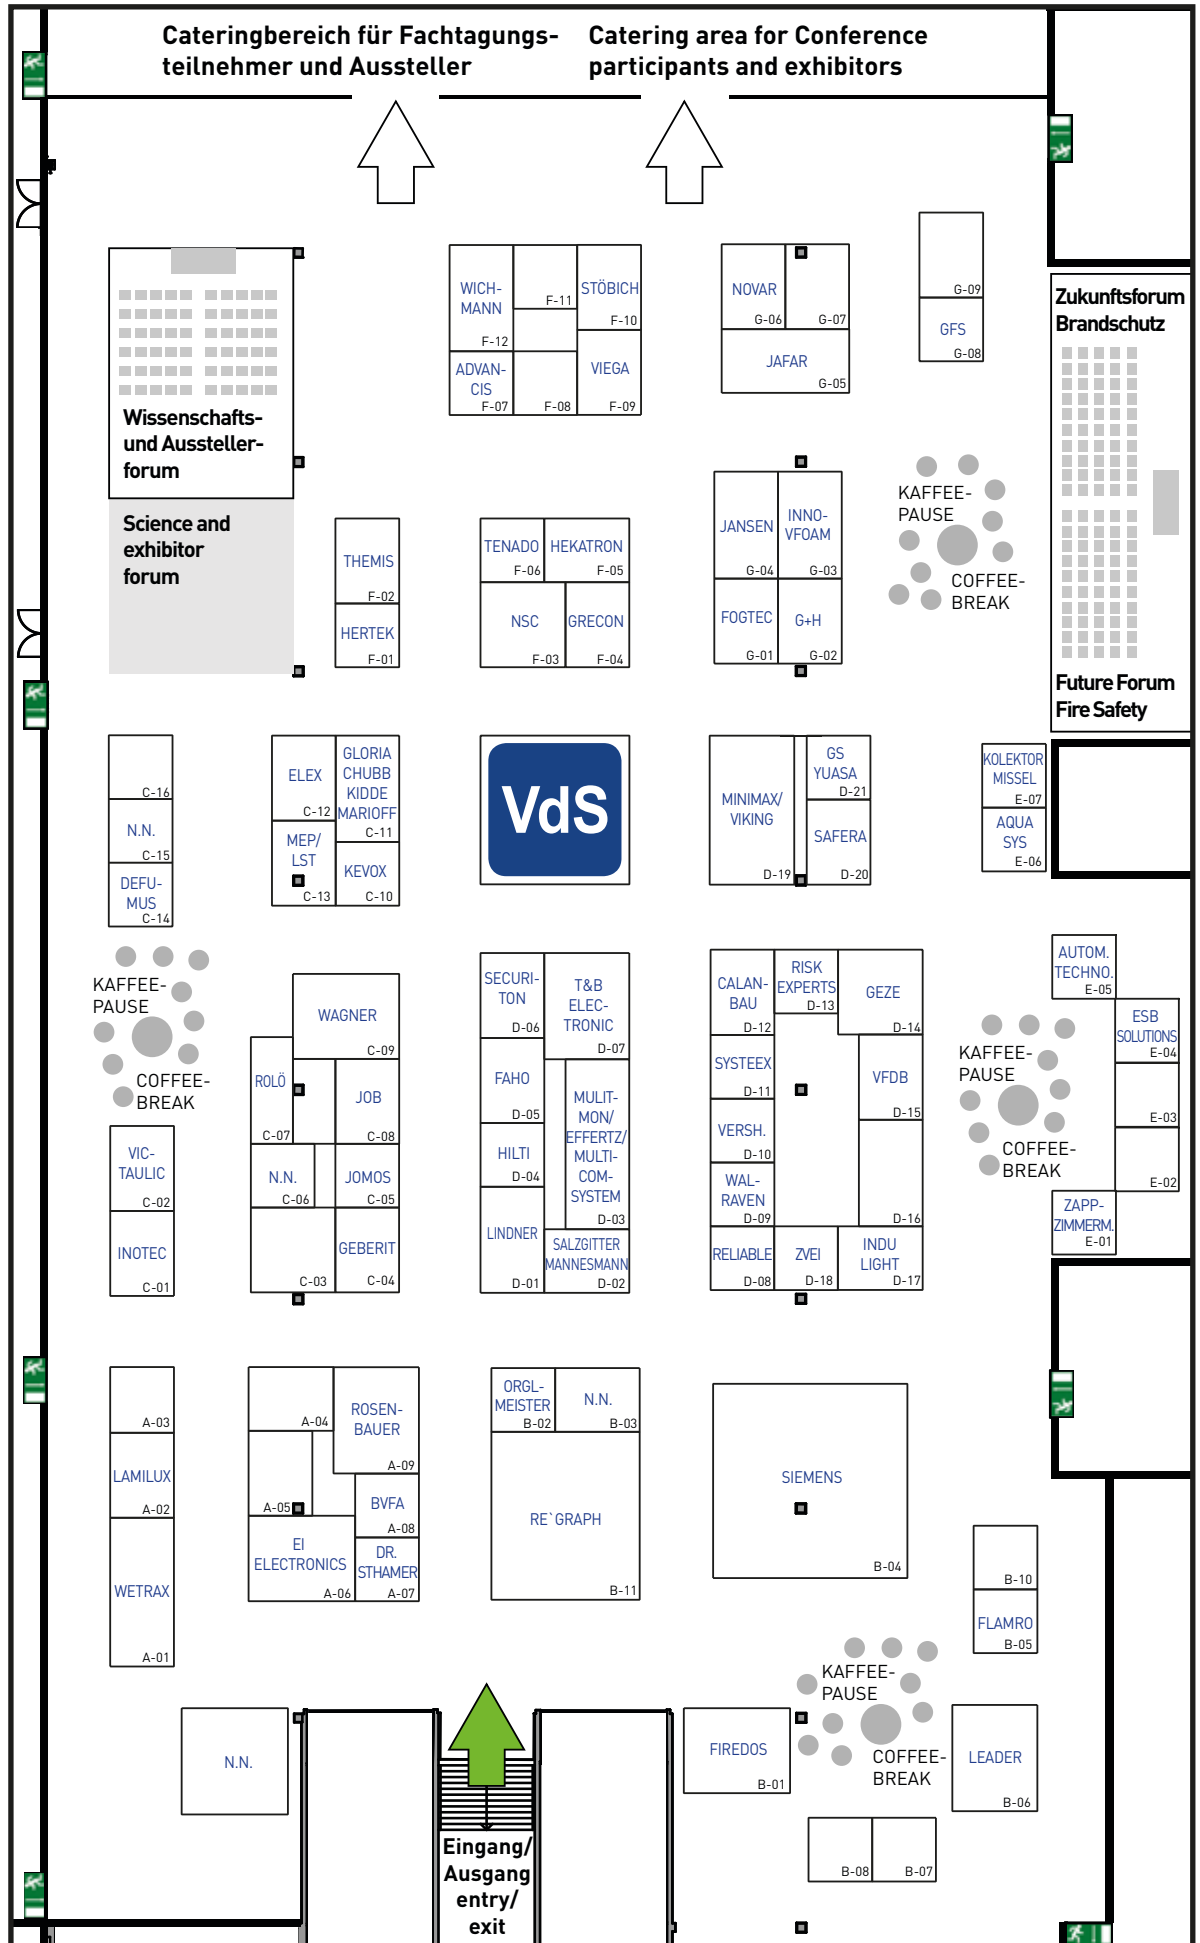 Cateringbereich für Fachtagungs-
teilnehmer und Aussteller
Catering area for Conference
participants and exhibitors
WICH-
MANN
F-12
F-11
STÖBICH
F-10
ADVAN-
CIS
F-07
F-08
VIEGA
F-09
NOVAR
G-06
G-07
JAFAR
G-05
G-09
GFS
G-08
Zukunftsforum
Brandschutz
Future Forum
Fire Safety
Wissenschafts-
und Aussteller-
forum
Science and
exhibitor
forum
THEMIS
F-02
HERTEK
F-01
TENADO
F-06
HEKATRON
F-05
NSC
F-03
GRECON
F-04
JANSEN
G-04
INNO-
VFOAM
G-03
FOGTEC
G-01
G+H
G-02
KAFFEE-
PAUSE
COFFEE-
BREAK
C-16
N.N.
C-15
DEFU-
MUS
C-14
ELEX
C-12
GLORIA
CHUBB
KIDDE
MARIOFF
C-11
MEP/
LST
C-13
KEVOX
C-10
VdS
MINIMAX/
VIKING
D-19
GS
YUASA
D-21
SAFERA
D-20
KOLEKTOR
MISSEL
E-07
AQUA
SYS
E-06
KAFFEE-
PAUSE
COFFEE-
BREAK
WAGNER
C-09
ROLÖ
C-07
JOB
C-08
N.N.
C-06
JOMOS
C-05
C-03
GEBERIT
C-04
VIC-
TAULIC
C-02
INOTEC
C-01
SECURI-
TON
D-06
T&B
ELEC-
TRONIC
D-07
FAHO
D-05
HILTI
D-04
MULIT-
MON/
EFFERTZ/
MULTI-
COM-
SYSTEM
D-03
LINDNER
D-01
SALZGITTER
MANNESMANN
D-02
CALAN-
BAU
D-12
RISK
EXPERTS
D-13
GEZE
D-14
SYSTEEX
D-11
VFDB
D-15
VERSH.
D-10
WAL-
RAVEN
D-09
D-16
RELIABLE
D-08
ZVEI
D-18
INDU
LIGHT
D-17
AUTOM.
TECHNO.
E-05
ESB
SOLUTIONS
E-04
E-03
E-02
ZAPP-
ZIMMERM.
E-01
KAFFEE-
PAUSE
COFFEE-
BREAK
A-03
LAMILUX
A-02
WETRAX
A-01
A-04
ROSEN-
BAUER
A-09
A-05
BVFA
A-08
EI
ELECTRONICS
A-06
DR.
STHAMER
A-07
ORGL-
MEISTER
B-02
N.N.
B-03
RE`GRAPH
B-11
SIEMENS
B-04
B-10
FLAMRO
B-05
KAFFEE-
PAUSE
COFFEE-
BREAK
N.N.
FIREDOS
B-01
LEADER
B-06
B-08
B-07
Eingang/
Ausgang
entry/
exit